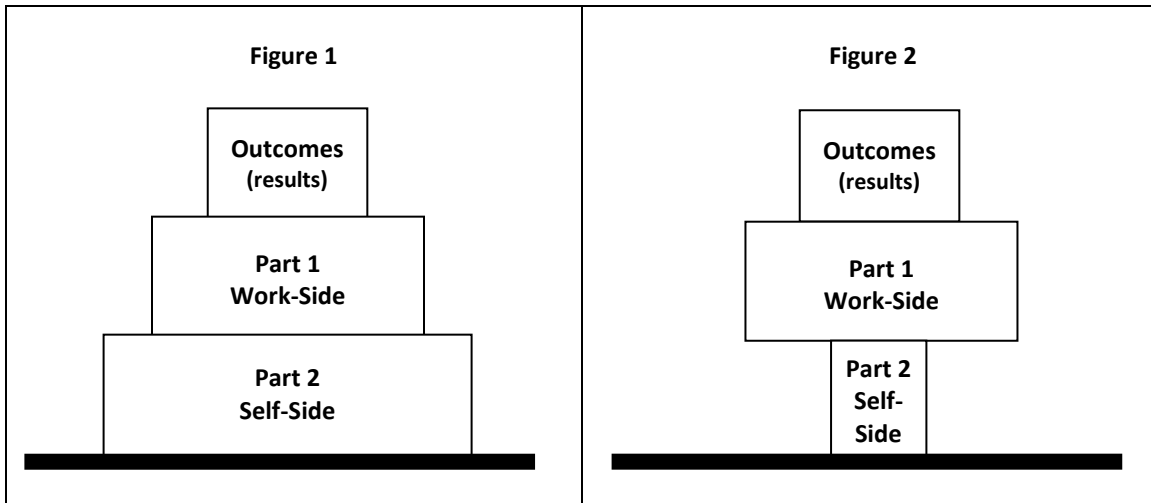 Figure 1
Outcomes
(results)
Part 1
Work-Side
Part 2
Self-Side
Figure 2
Outcomes
(results)
Part 1
Work-Side
Part 2
Self-
Side